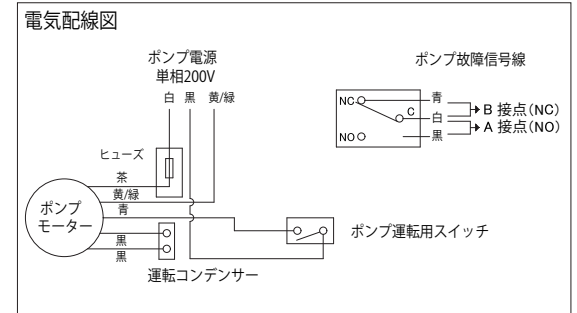 電気配線図
ポンプ電源
単相200V
白 黒 黄/緑
ヒューズ
茶
黄/緑
青
ポンプ
モーター
黒
黒
運転コンデンサー
ポンプ運転用スイッチ
ポンプ故障信号線
NC
C
NO
青
白
黒
B 接点(NC)
A 接点(NO)